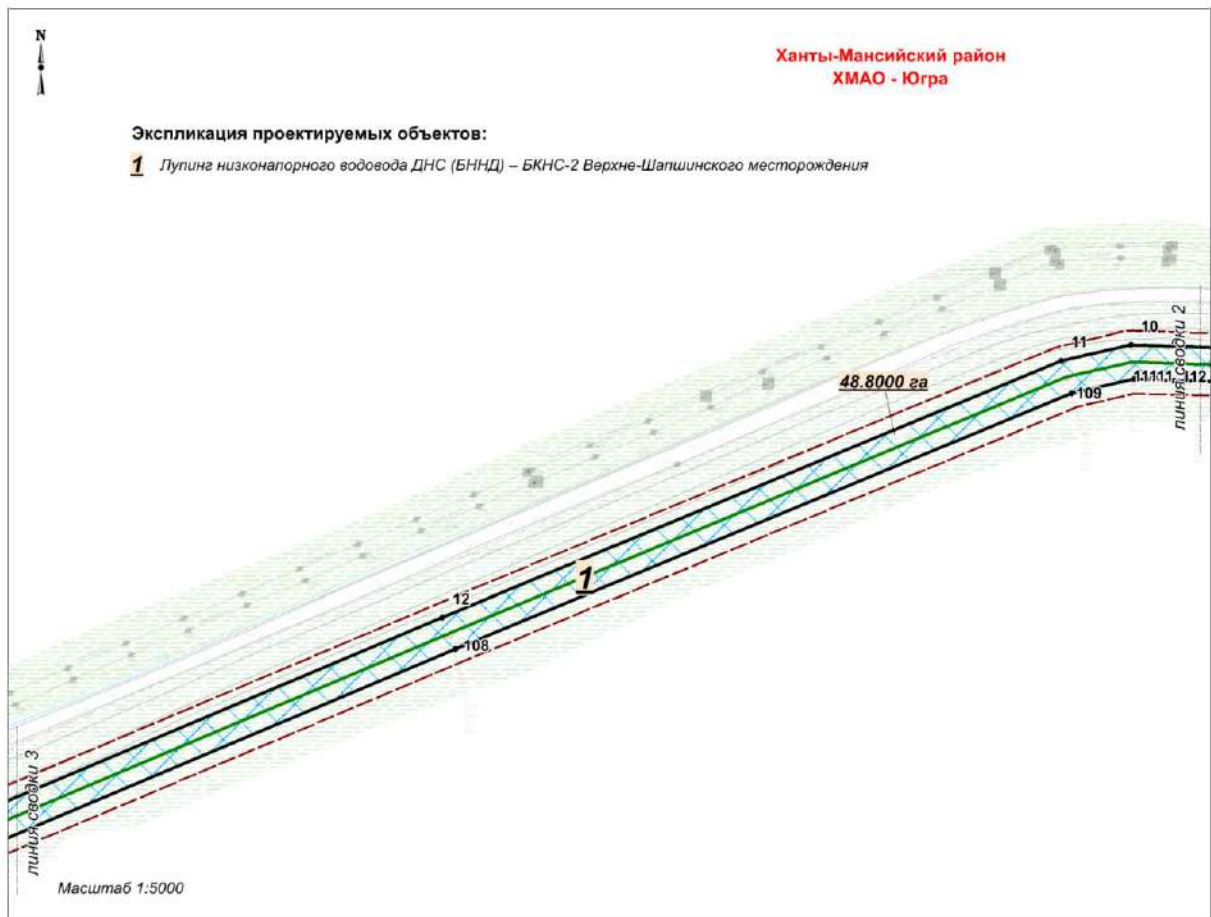 N
Ханты-Мансийский район
ХМАО - Югра
Экспликация проектируемых объектов:
1 Лупинг низконапорного водовода ДНС (БННД) – БКНС-2 Верхне-Шапшинского месторождения
линия сводки 2
10
11
48.8000 га
109
12
1
108
линия сводки 3
Масштаб 1:5000